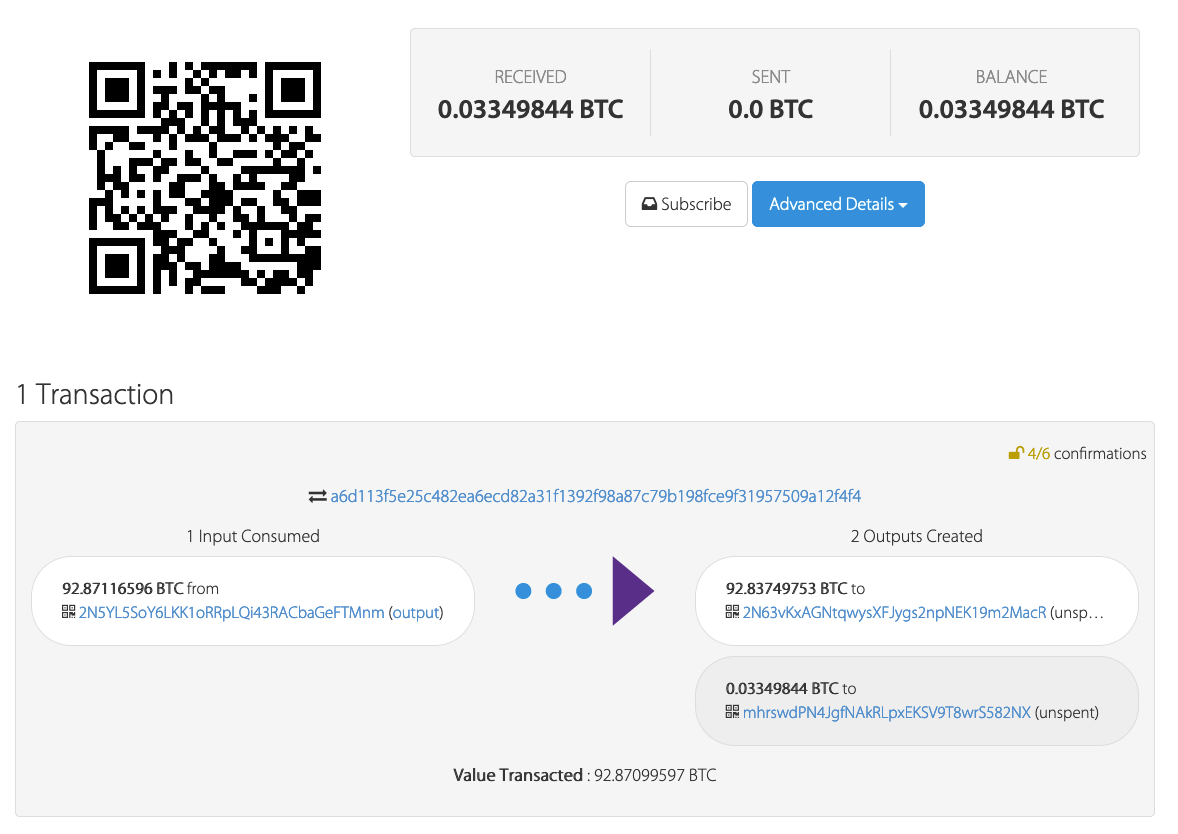 RECEIVED
0.03349844 BTC
SENT
0.0 BTC
BALANCE
0.03349844 BTC
Subscribe
Advanced Details
1 Transaction
4/6 confirmations
a6d113f5e25c482ea6ecd82a31f1392f98a87c79b198fce9f31957509a12f4f4
1 Input Consumed
92.87116596 BTC from
2N5YL5SoY6LKK1oRRpLQi43RACbaGeFTMnm (output)
2 Outputs Created
92.83749753 BTC to
2N63vKxAGNtqwysXFJygs2npNEK19m2MacR (unsp…
0.03349844 BTC to
mhrswdPN4JgfNAkRLpxEKSV9T8wrS582NX (unspent)
Value Transacted : 92.87099597 BTC